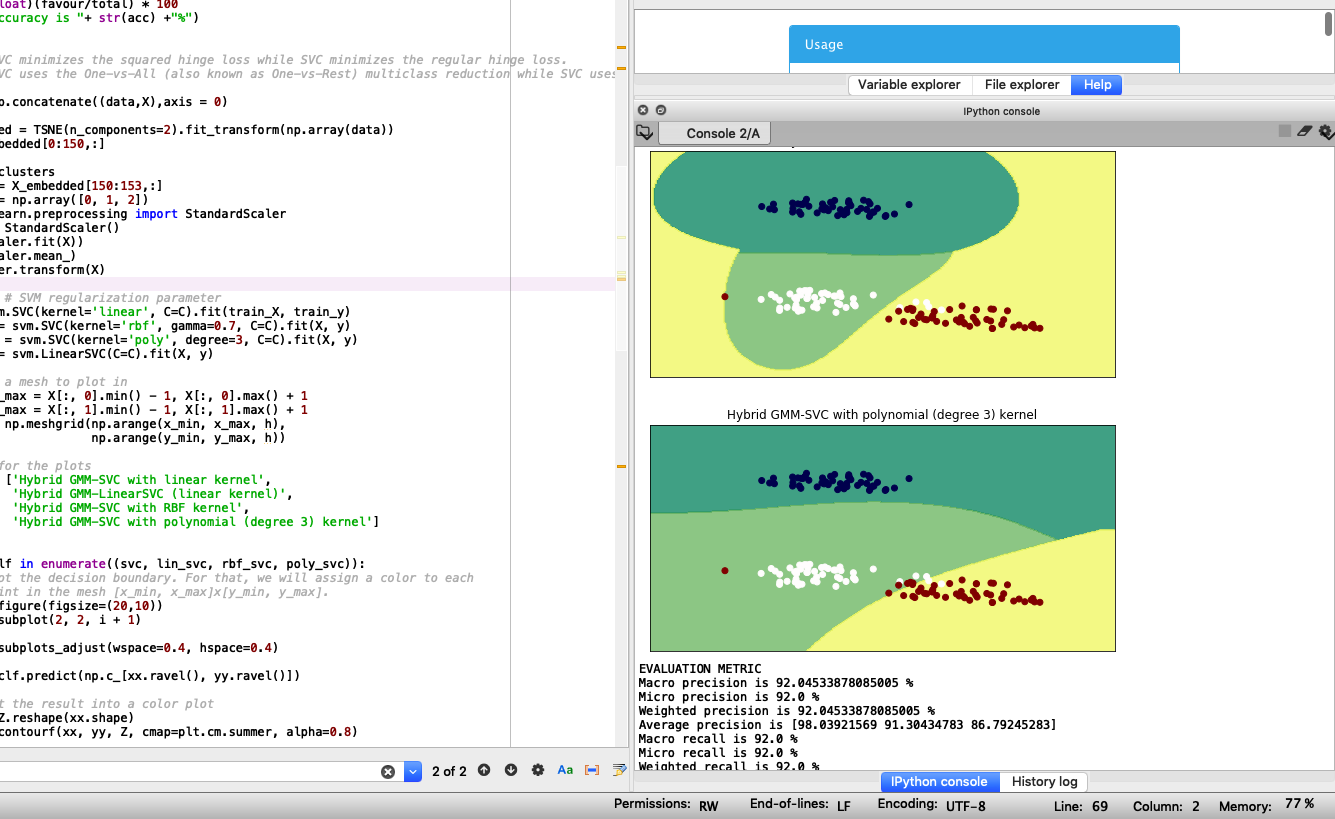 loat)(favour/total) * 100
ccuracy is "+ str(acc) +"%")
VC minimizes the squared hinge loss while SVC minimizes the regular hinge loss.
VC uses the One-vs-All (also known as One-vs-Rest) multiclass reduction while SVC uses
p.concatenate((data,X),axis = 0)
ed = TSNE(n_components=2).fit_transform(np.array(data))
bedded[0:150,:]
clusters
= X_embedded[150:153,:]
= np.array([0, 1, 2])
earn.preprocessing import StandardScaler
StandardScaler()
aler.fit(X))
aler.mean_)
er.transform(X)
# SVM regularization parameter
m.SVC(kernel='linear', C=C).fit(train_X, train_y)
= svm.SVC(kernel='rbf', gamma=0.7, C=C).fit(X, y)
= svm.SVC(kernel='poly', degree=3, C=C).fit(X, y)
= svm.LinearSVC(C=C).fit(X, y)
a mesh to plot in
_max = X[:, 0].min() - 1, X[:, 0].max() + 1
_max = X[:, 1].min() - 1, X[:, 1].max() + 1
np.meshgrid(np.arange(x_min, x_max, h),
np.arange(y_min, y_max, h))
for the plots
['Hybrid GMM-SVC with linear kernel',
'Hybrid GMM-LinearSVC (linear kernel)',
'Hybrid GMM-SVC with RBF kernel',
'Hybrid GMM-SVC with polynomial (degree 3) kernel']
lf in enumerate((svc, lin_svc, rbf_svc, poly_svc)):
ot the decision boundary. For that, we will assign a color to each
int in the mesh [x_min, x_max]x[y_min, y_max].
figure(figsize=(20,10))
subplot(2, 2, i + 1)
subplots_adjust(wspace=0.4, hspace=0.4)
clf.predict(np.c_[xx.ravel(), yy.ravel()])
t the result into a color plot
Z.reshape(xx.shape)
contourf(xx, yy, Z, cmap=plt.cm.summer, alpha=0.8)
2 of 2
Aa
Usage
Variable explorer
File explorer
Help
IPython console
Console 2/A
Hybrid GMM-SVC with polynomial (degree 3) kernel
EVALUATION METRIC
Macro precision is 92.04533878085005 %
Micro precision is 92.0 %
Weighted precision is 92.04533878085005 %
Average precision is [98.03921569 91.30434783 86.79245283]
Macro recall is 92.0 %
Micro recall is 92.0 %
Weighted recall is 92.0 %
IPython console
History log
Permissions: RW
End-of-lines: LF
Encoding: UTF-8
Line: 69
Column: 2
Memory: 77 %